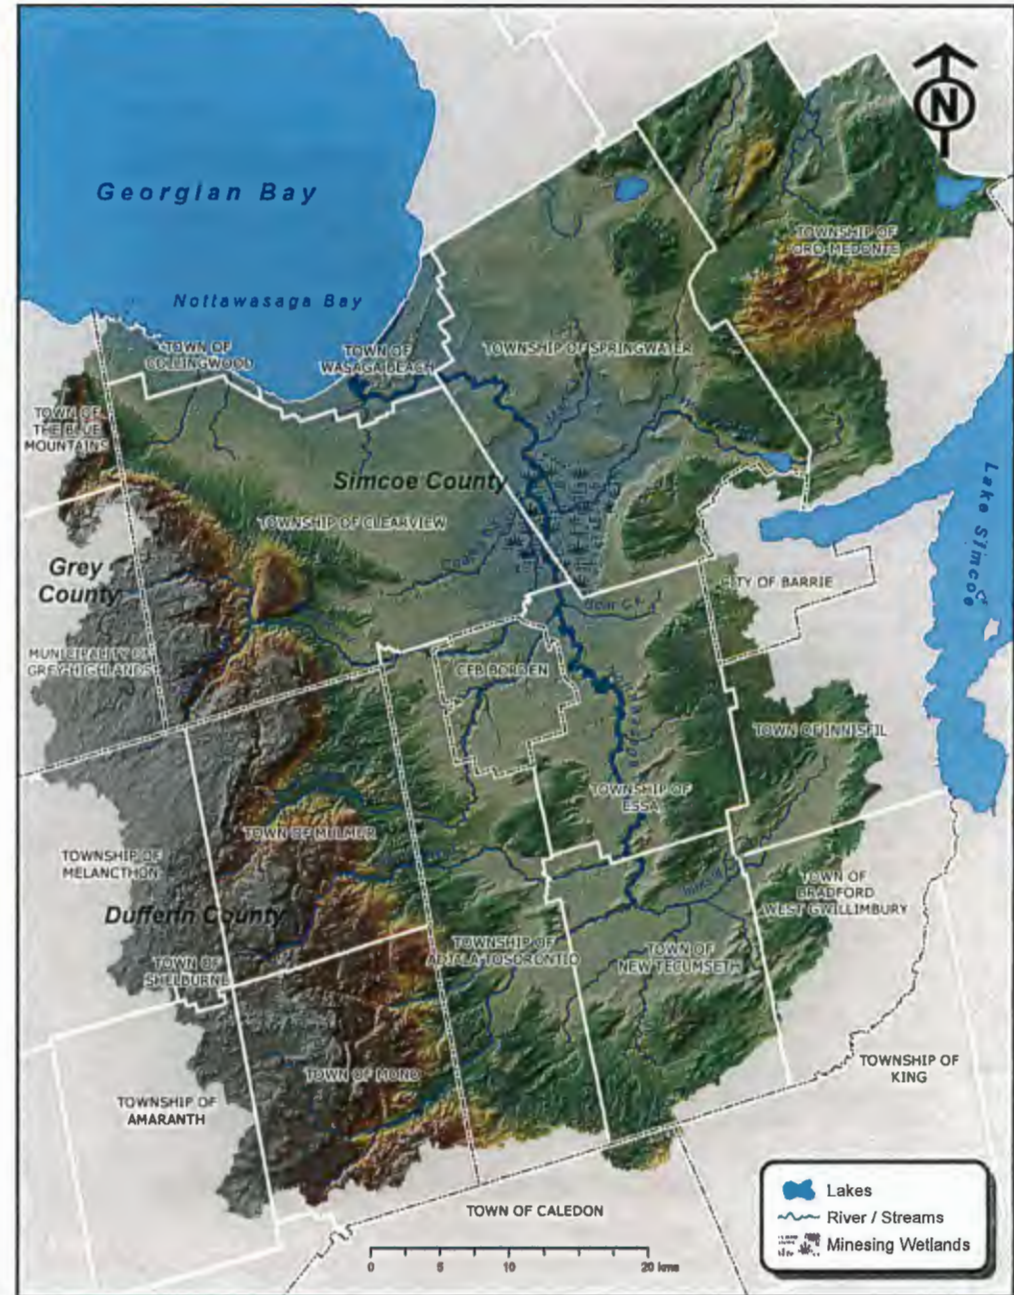 N
Georgian Bay
Nottawasaga Bay
TOWNSHIP OF
ORO-MEDONTE
TOWN OF
COLLINGWOOD
TOWN OF
WASAGA BEACH
TOWNSHIP OF SPRINGWATER
TOWN OF
THE BLUE
MOUNTAINS
Simcoe County
Lake Simcoe
TOWNSHIP OF CLEARVIEW
Grey
County
CITY OF BARRIE
Bear Ck
MUNICIPALITY OF
GREY HIGHLANDS
CFB BORDEN
TOWN OF INNISFIL
TOWNSHIP OF
ESSA
TOWN OF MULMUR
TOWNSHIP OF
MELANCTHON
TOWN OF
BRADFORD
WEST GWILLIMBURY
Dufferin County
TOWNSHIP OF
ADJALA-TOSORONTIO
TOWN OF
NEW TECUMSETH
TOWN OF
SHELBURNE
TOWNSHIP OF
KING
TOWN OF MONO
TOWNSHIP OF
AMARANTH
TOWN OF CALEDON
Lakes
River / Streams
Minesing Wetlands
0 5 10 20 kms